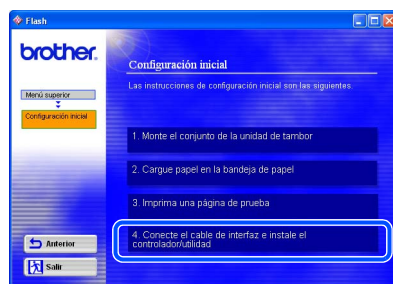 Flash
brother.
Menú superior
Configuración inicial
Anterior
Salir
Configuración inicial
Las instrucciones de configuración inicial son las siguientes.
1. Monte el conjunto de la unidad de tambor
2. Cargue papel en la bandeja de papel
3. Imprima una página de prueba
4. Conecte el cable de interfaz e instale el
controlador/utilidad